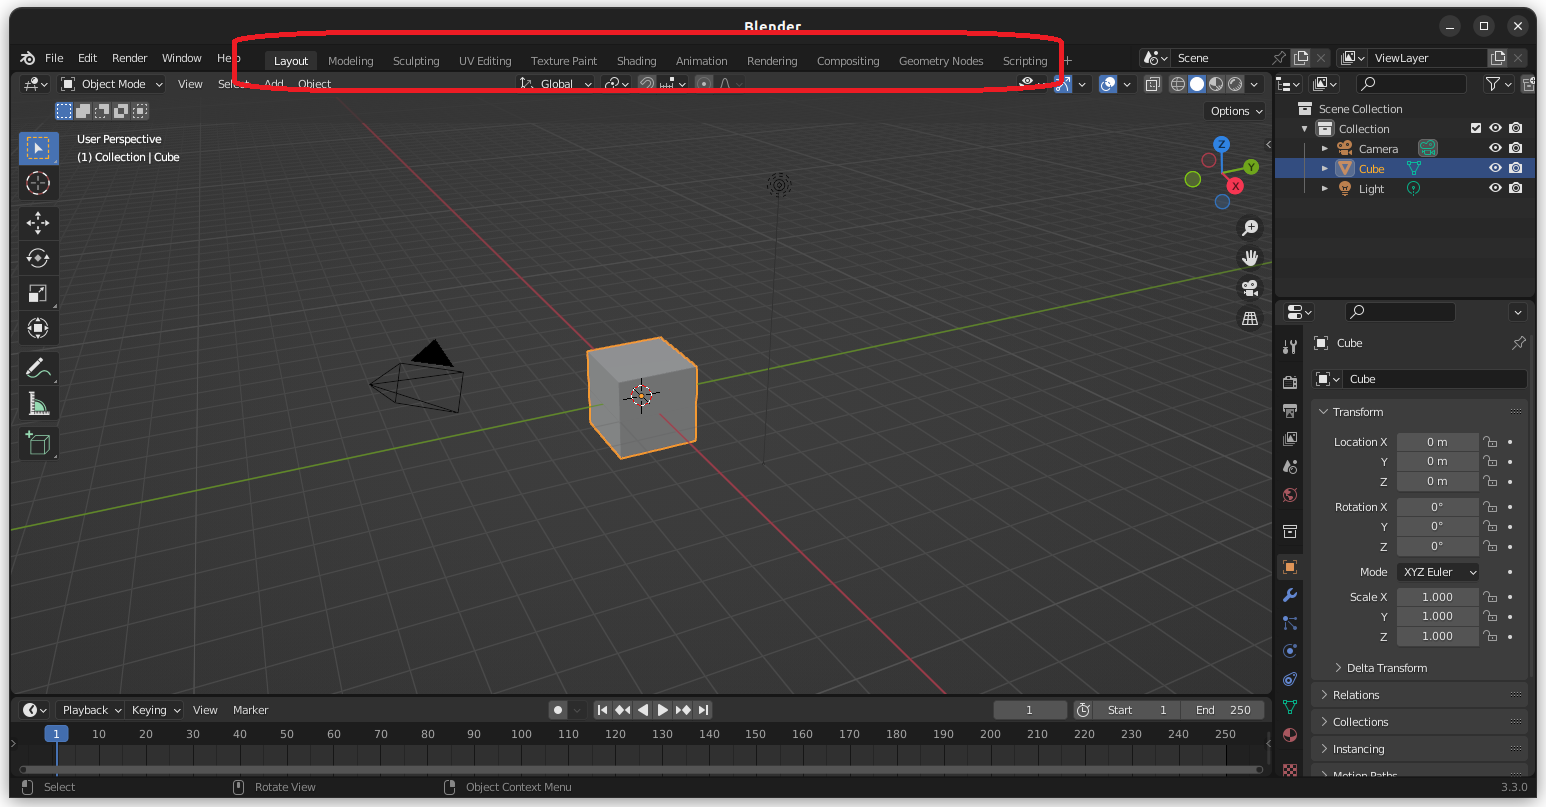 Blender
File Edit Render Window Help Layout Modeling Sculpting UV Editing Texture Paint Shading Animation Rendering Compositing Geometry Nodes Scripting + Scene ViewLayer
Object Mode View Select Add Object Global
Options
User Perspective
(1) Collection | Cube
Z
Y
X
Scene Collection
Collection
Camera
Cube
Light
Cube
Cube
Transform
Location X 0 m
Y 0 m
Z 0 m
Rotation X 0°
Y 0°
Z 0°
Mode XYZ Euler
Scale X 1.000
Y 1.000
Z 1.000
Delta Transform
Relations
Collections
Instancing
Motion Paths
Playback Keying View Marker 1 Start 1 End 250
1 10 20 30 40 50 60 70 80 90 100 110 120 130 140 150 160 170 180 190 200 210 220 230 240 250
Select Rotate View Object Context Menu 3.3.0